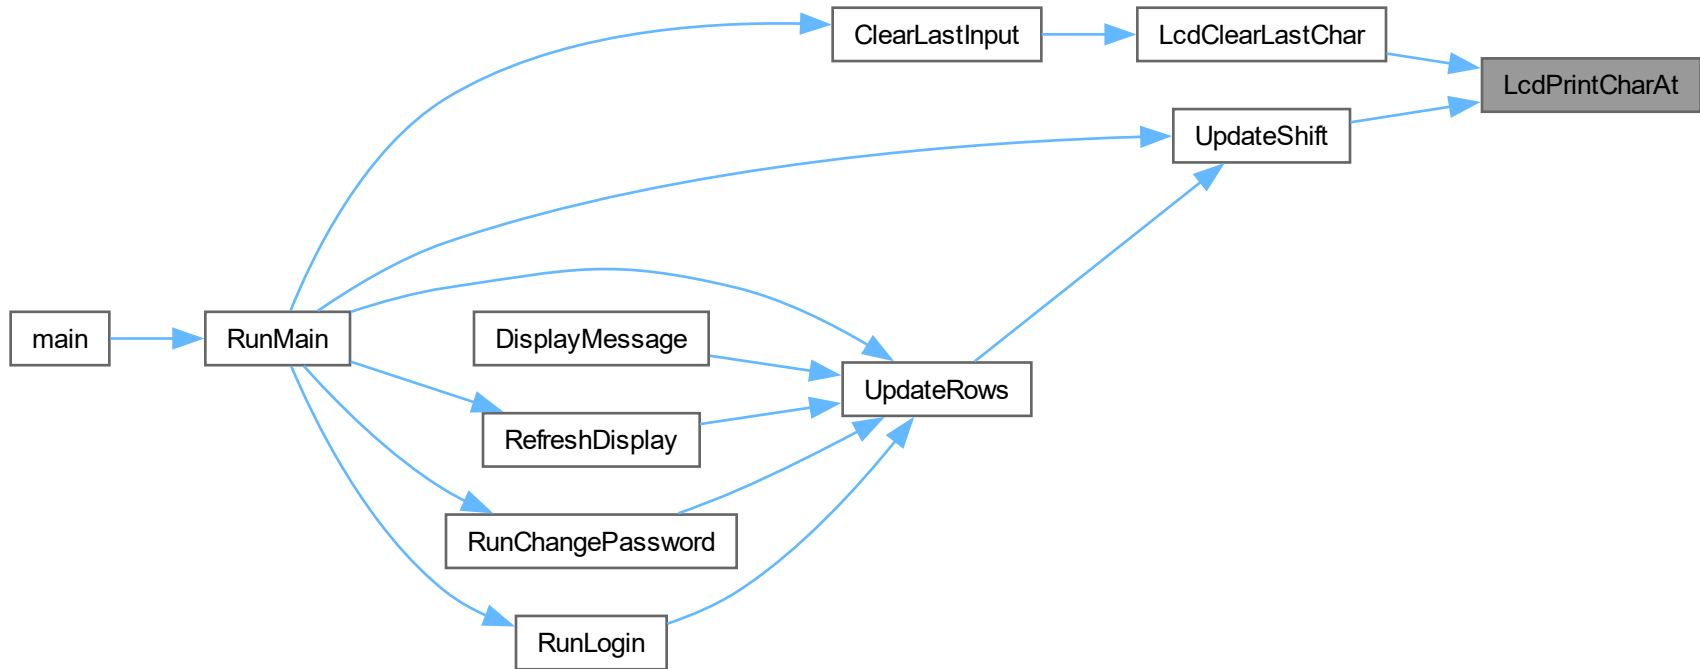 ClearLastInput
LcdClearLastChar
LcdPrintCharAt
UpdateShift
main
RunMain
DisplayMessage
UpdateRows
RefreshDisplay
RunChangePassword
RunLogin